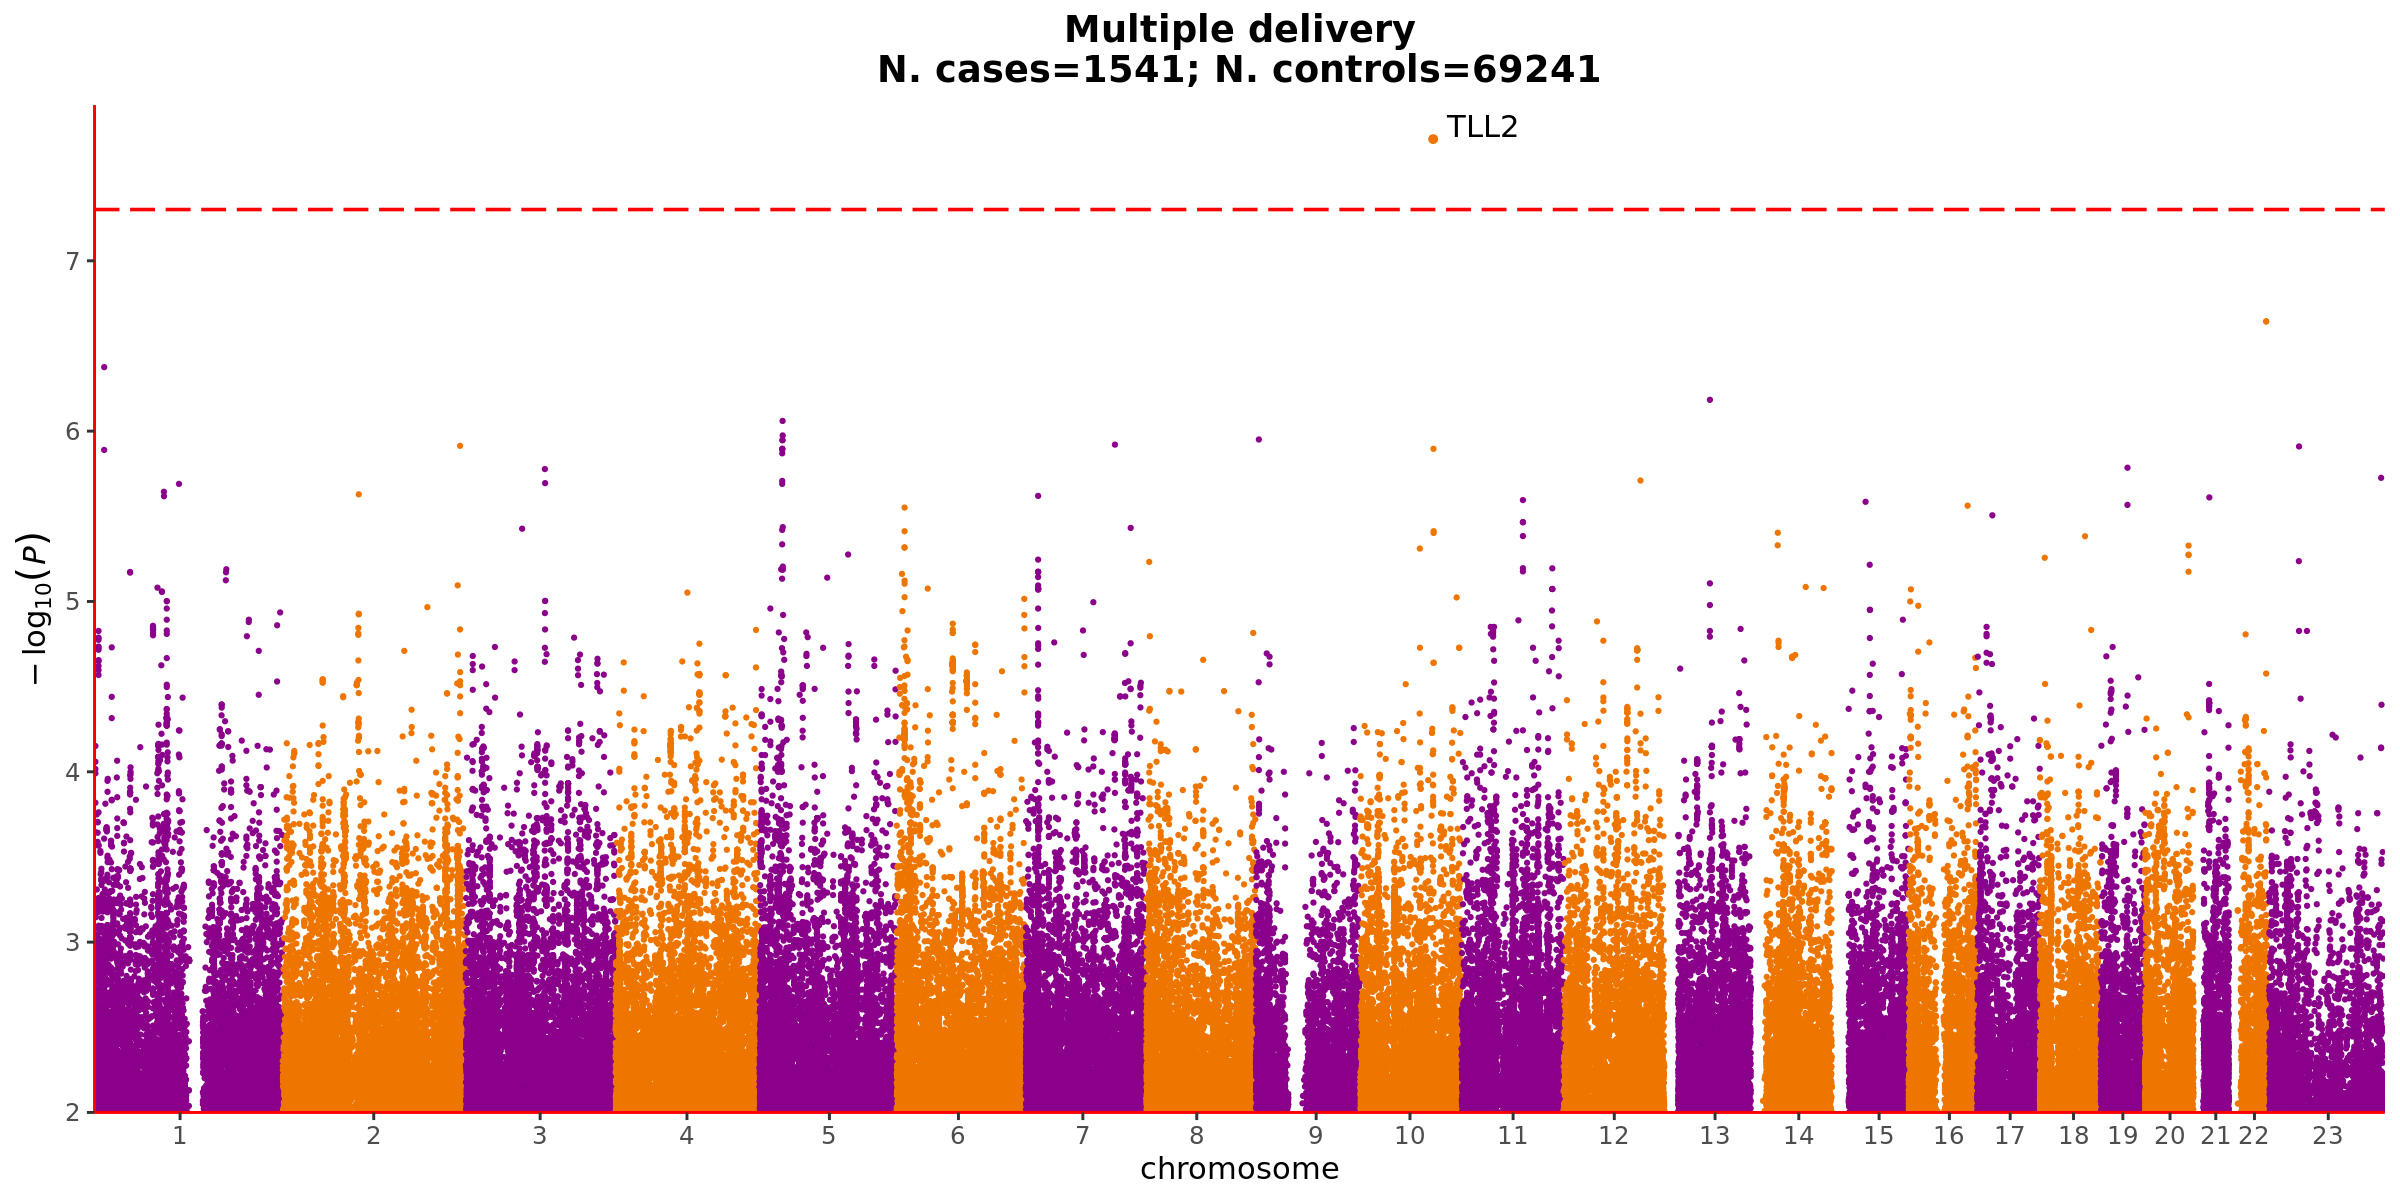 Multiple delivery
N. cases=1541; N. controls=69241
TLL2
7
6
5
4
3
2
−log₁₀(P)
1 2 3 4 5 6 7 8 9 10 11 12 13 14 15 16 17 18 19 20 21 22 23
chromosome